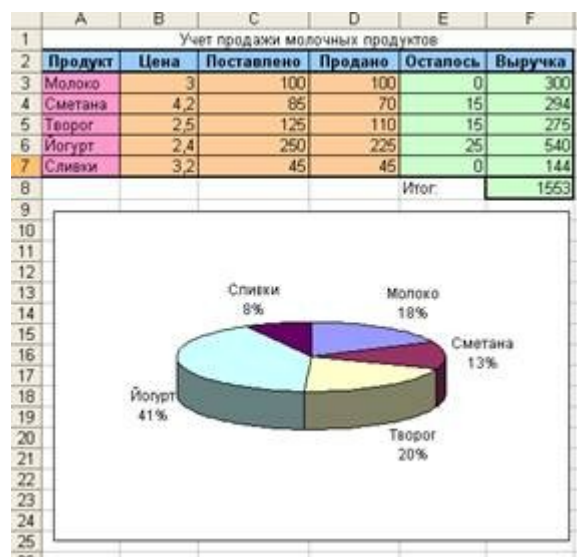 A B C D E F
1 Учет продажи молочных продуктов
2 Продукт Цена Поставлено Продано Осталось Выручка
3 Молоко 3 100 100 0 300
4 Сметана 4,2 85 70 15 294
5 Творог 2,5 125 110 15 275
6 Йогурт 2,4 250 225 25 540
7 Сливки 3,2 45 45 0 144
8 Итог: 1553
9
10
11
12
13
14
15
16
17
18
19
20
21
22
23
24
25
Сливки
8%
Молоко
18%
Сметана
13%
Йогурт
41%
Творог
20%